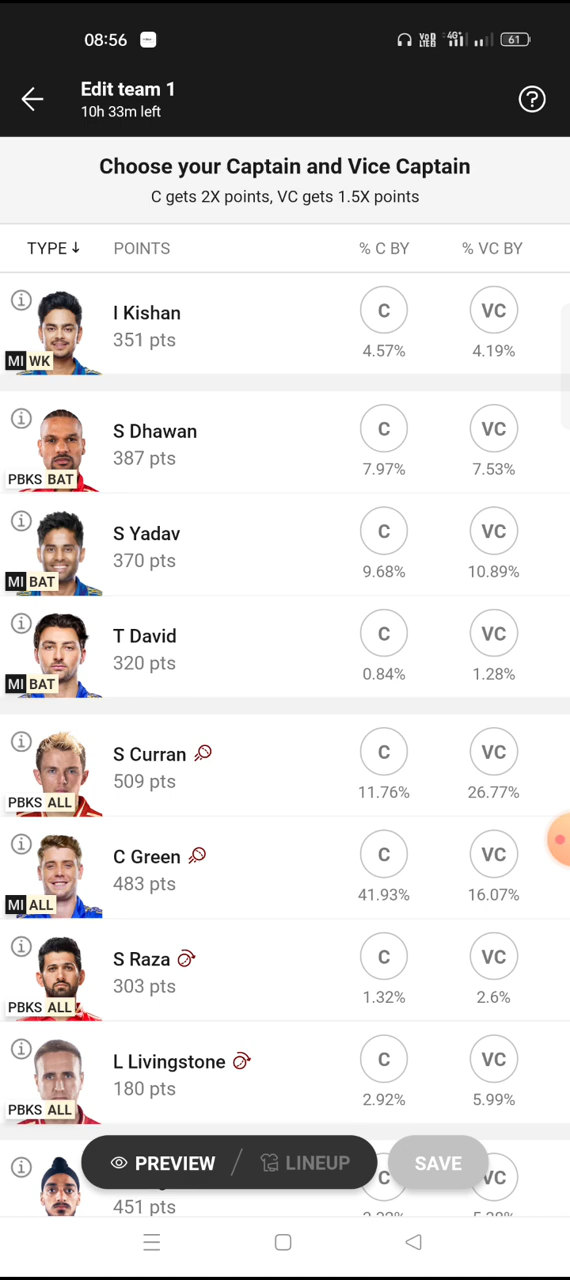 08:56
VoD
LTE 2
4G+
61
Edit team 1
10h 33m left
?
Choose your Captain and Vice Captain
C gets 2X points, VC gets 1.5X points
TYPE↓ POINTS % C BY % VC BY
i
I Kishan
351 pts
C VC
4.57% 4.19%
MI WK
i
S Dhawan
387 pts
C VC
7.97% 7.53%
PBKS BAT
i
S Yadav
370 pts
C VC
9.68% 10.89%
MI BAT
i
T David
320 pts
C VC
0.84% 1.28%
MI BAT
i
S Curran
509 pts
C VC
11.76% 26.77%
PBKS ALL
i
C Green
483 pts
C VC
41.93% 16.07%
MI ALL
i
S Raza
303 pts
C VC
1.32% 2.6%
PBKS ALL
i
L Livingstone
180 pts
C VC
2.92% 5.99%
PBKS ALL
i
PREVIEW / LINEUP SAVE
C VC
451 pts